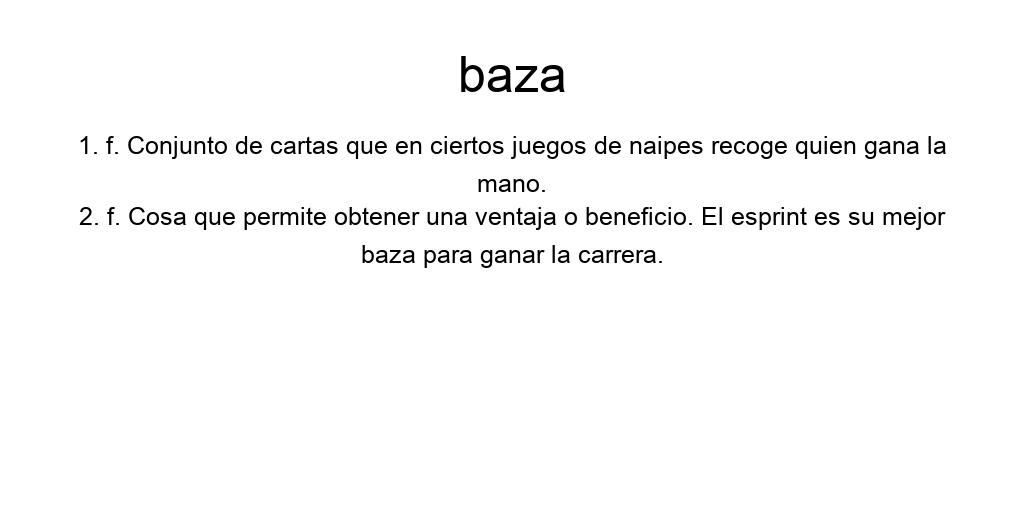 baza
1. f. Conjunto de cartas que en ciertos juegos de naipes recoge quien gana la
mano.
2. f. Cosa que permite obtener una ventaja o beneficio. El esprint es su mejor
baza para ganar la carrera.